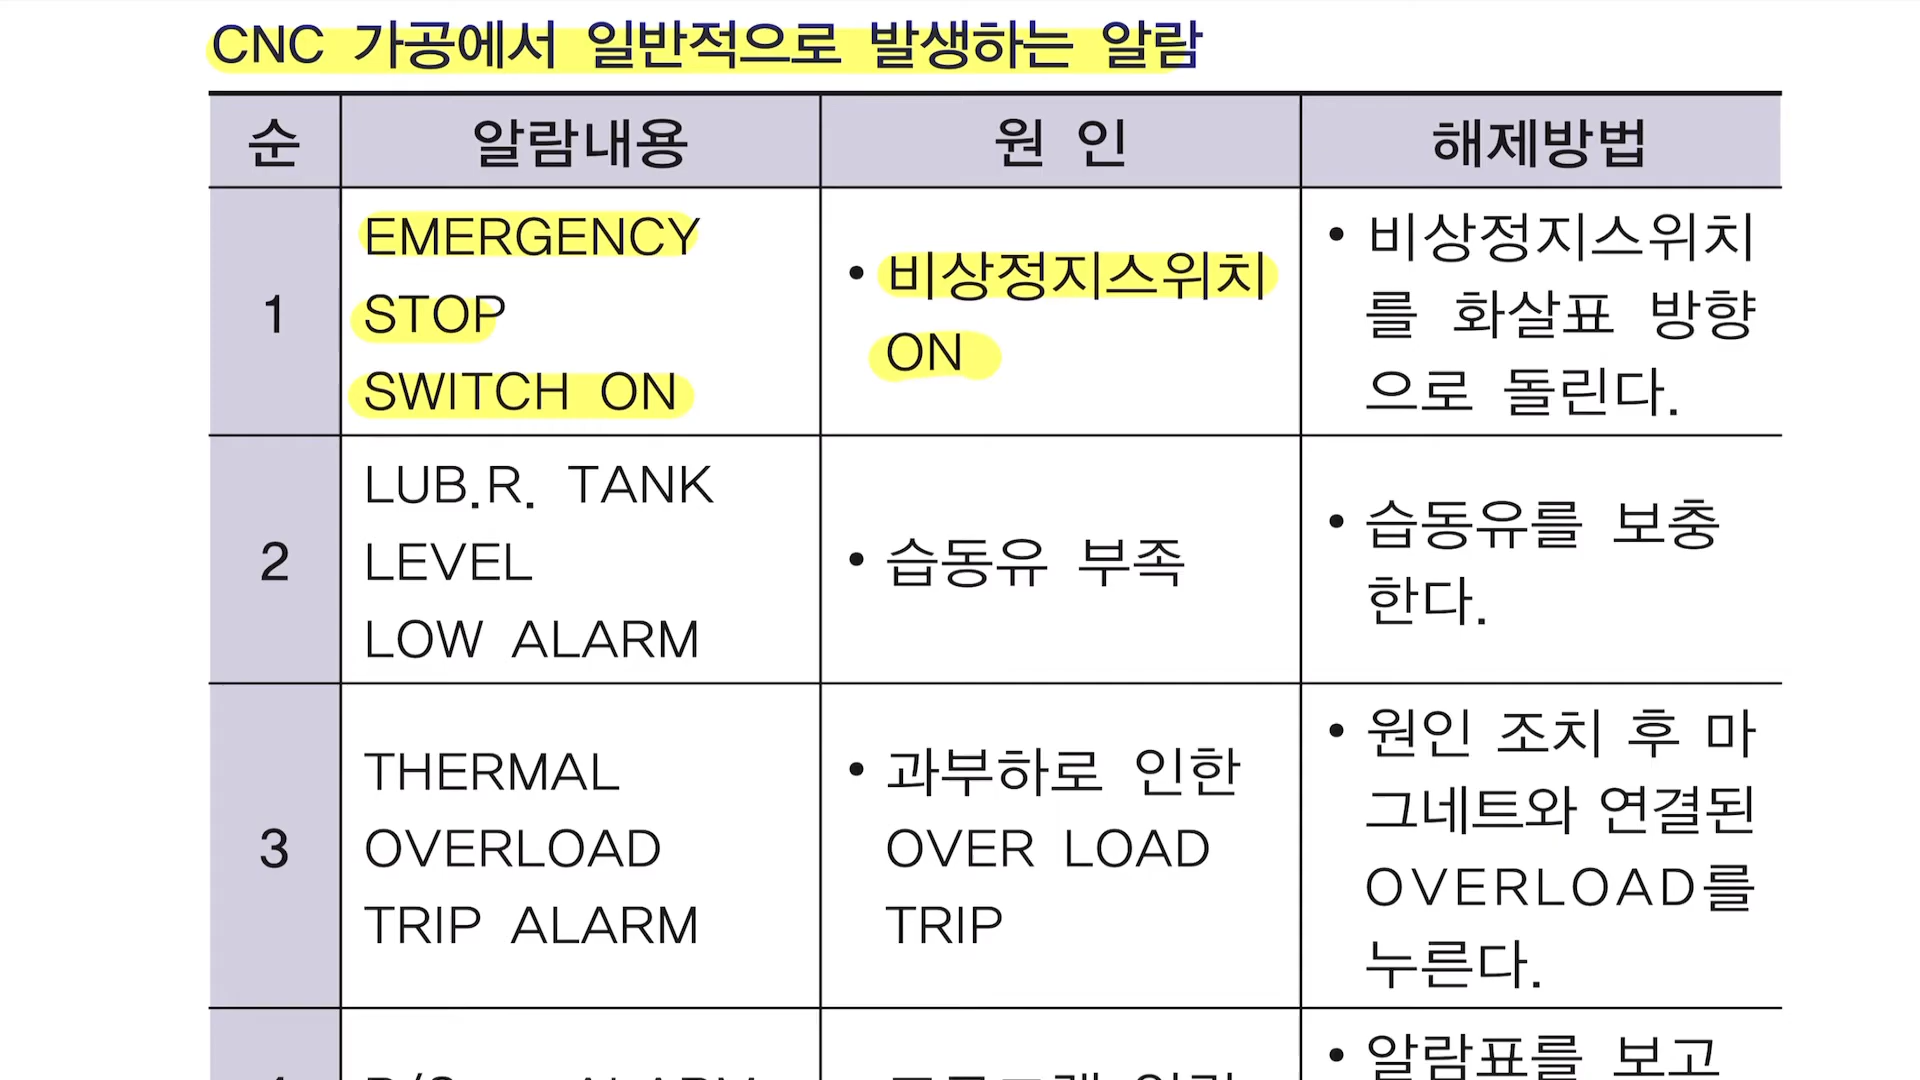 CNC 가공에서 일반적으로 발생하는 알람
순 알람내용 원 인 해제방법
1
EMERGENCY
STOP
SWITCH ON
• 비상정지스위치
ON
• 비상정지스위치
를 화살표 방향
으로 돌린다.
2
LUB.R. TANK
LEVEL
LOW ALARM
• 습동유 부족
• 습동유를 보충
한다.
3
THERMAL
OVERLOAD
TRIP ALARM
• 과부하로 인한
OVER LOAD
TRIP
• 원인 조치 후 마
그네트와 연결된
OVERLOAD를
누른다.
• 알람표를 보고